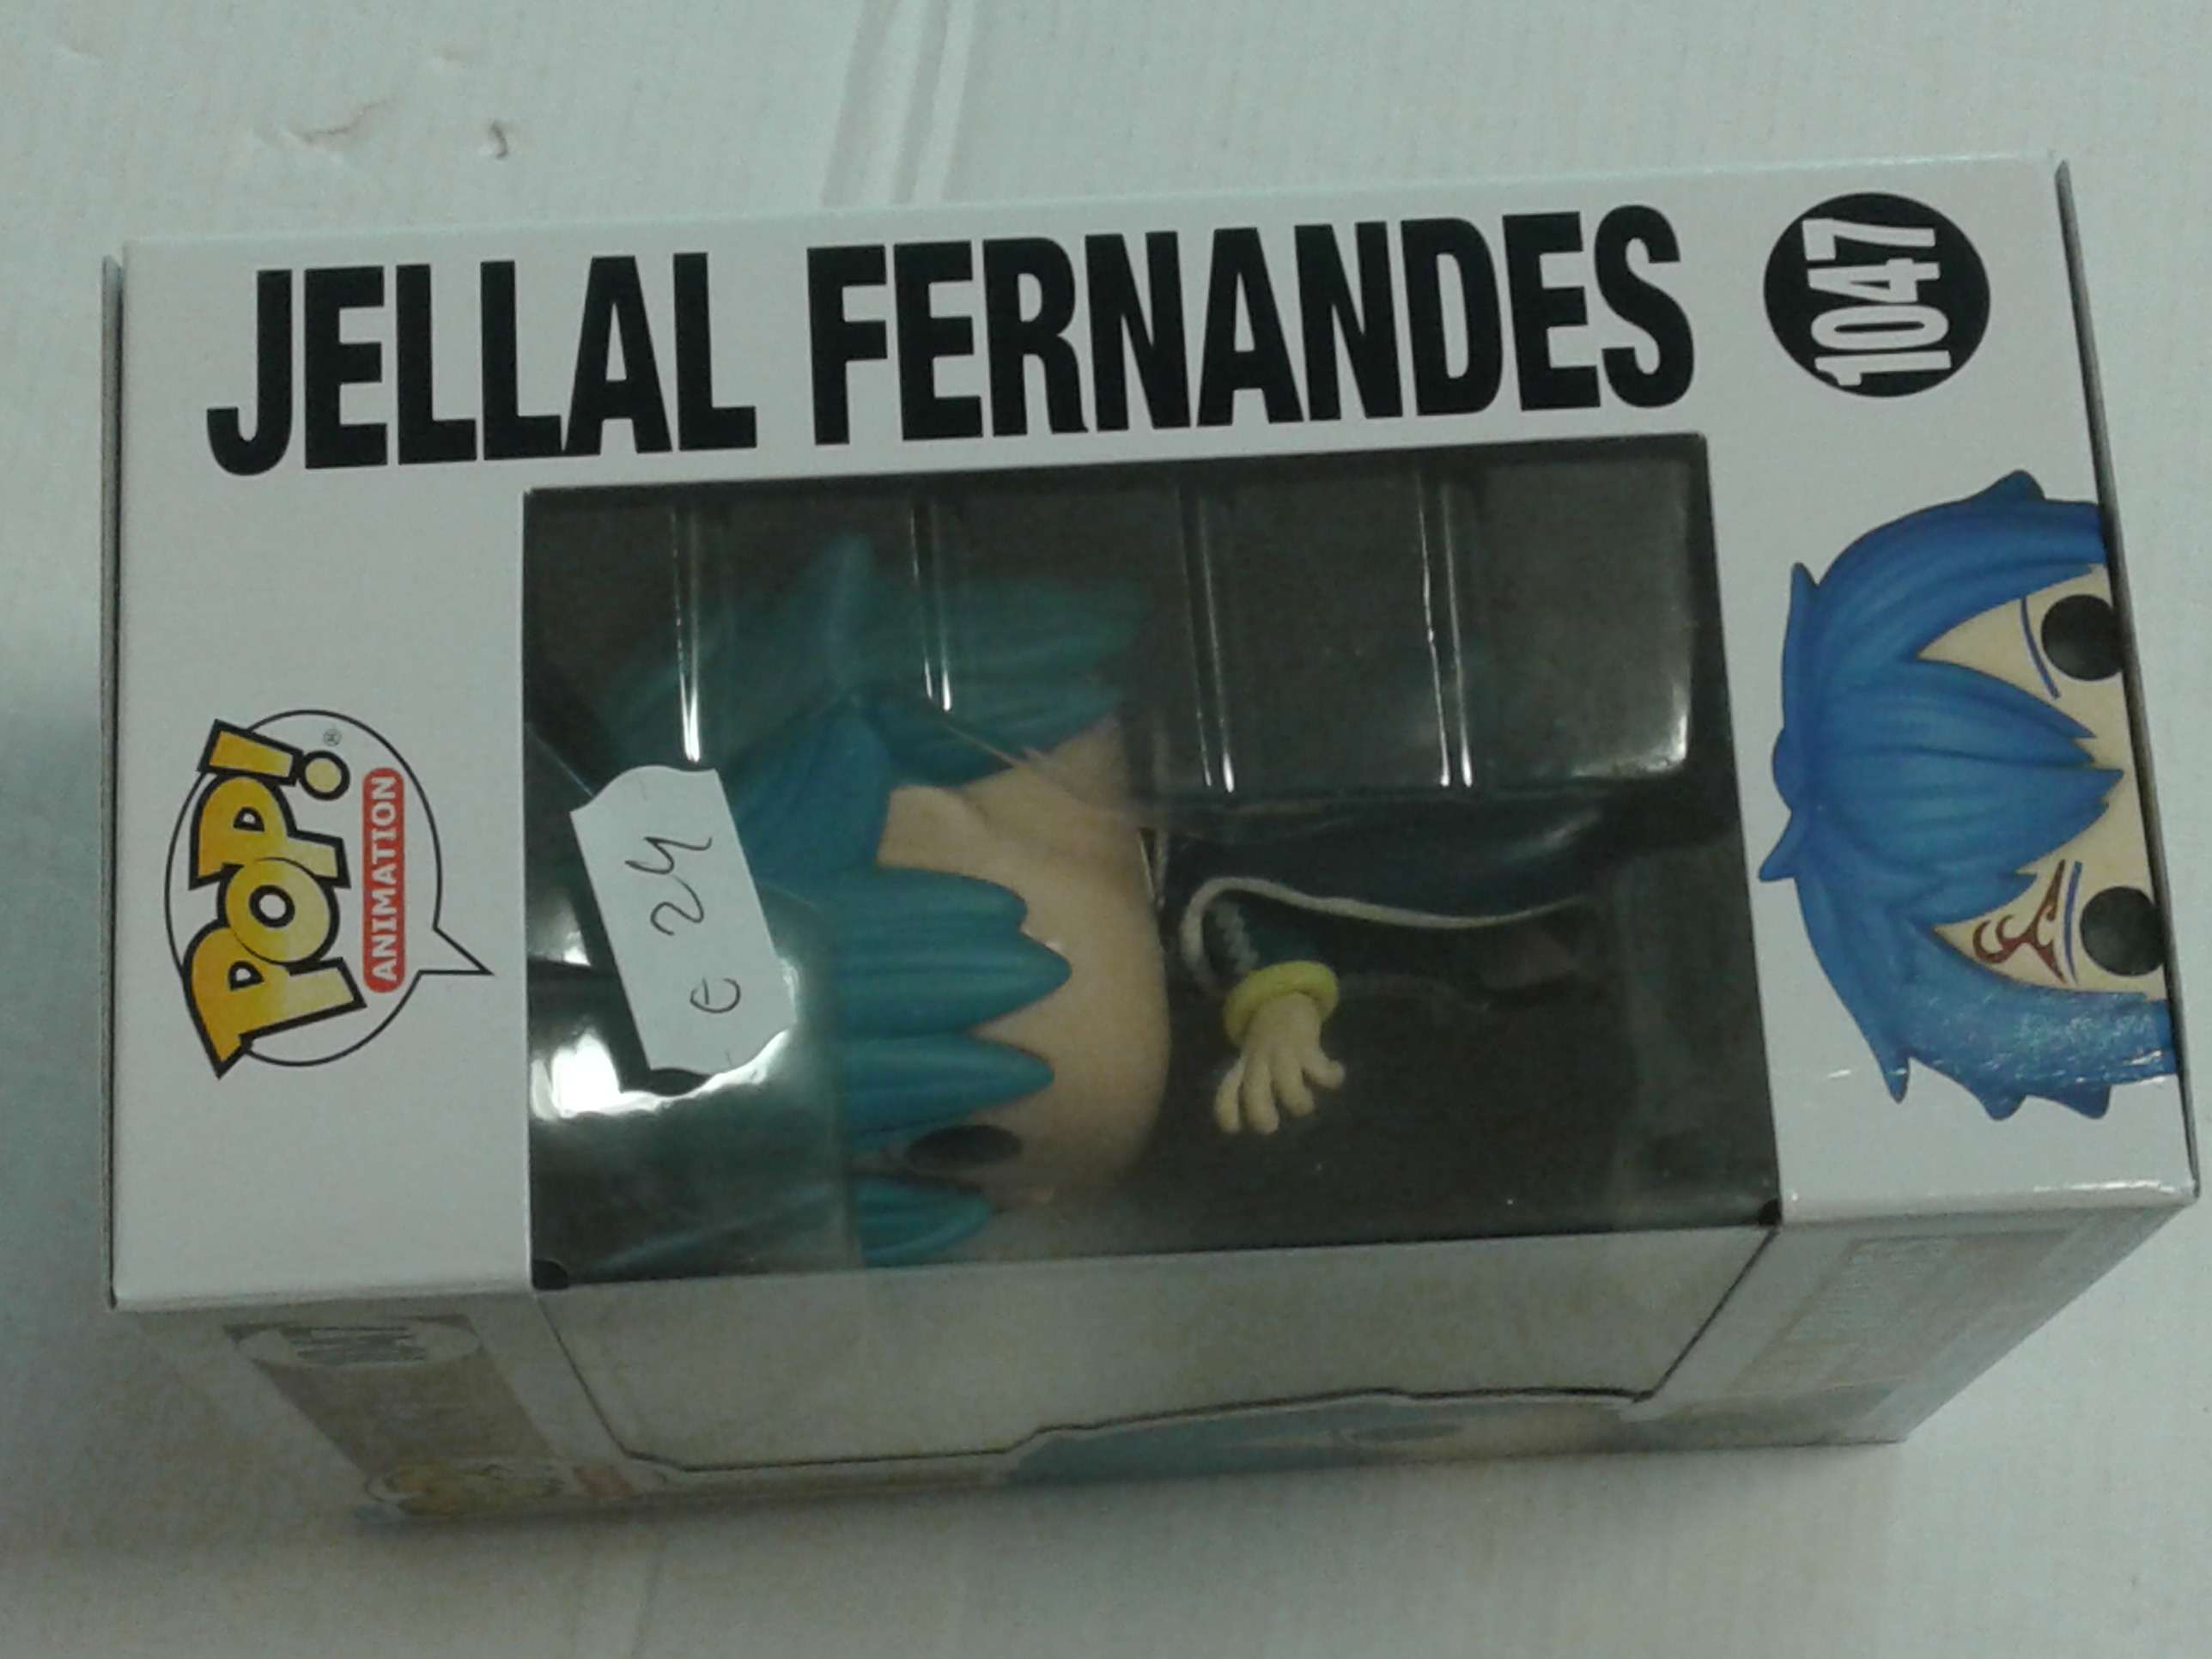 JELLAL FERNANDES
1047
POP!®
ANIMATION
€ 24